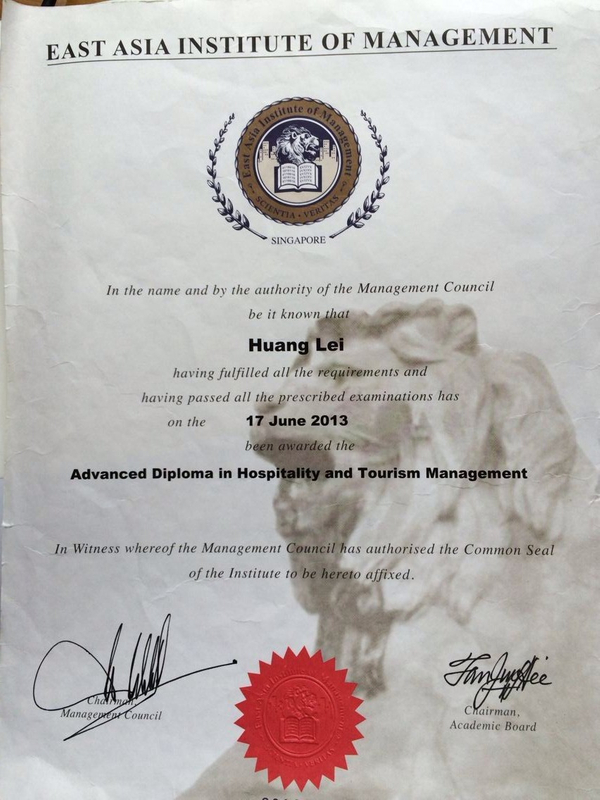 EAST ASIA INSTITUTE OF MANAGEMENT
East Asia Institute of Management
SCIENTIA • VERITAS
SINGAPORE
In the name and by the authority of the Management Council
be it known that
Huang Lei
having fulfilled all the requirements and
having passed all the prescribed examinations has
on the 17 June 2013
been awarded the
Advanced Diploma in Hospitality and Tourism Management
In Witness whereof the Management Council has authorised the Common Seal
of the Institute to be hereto affixed.
Chairman,
Management Council
Chairman,
Academic Board